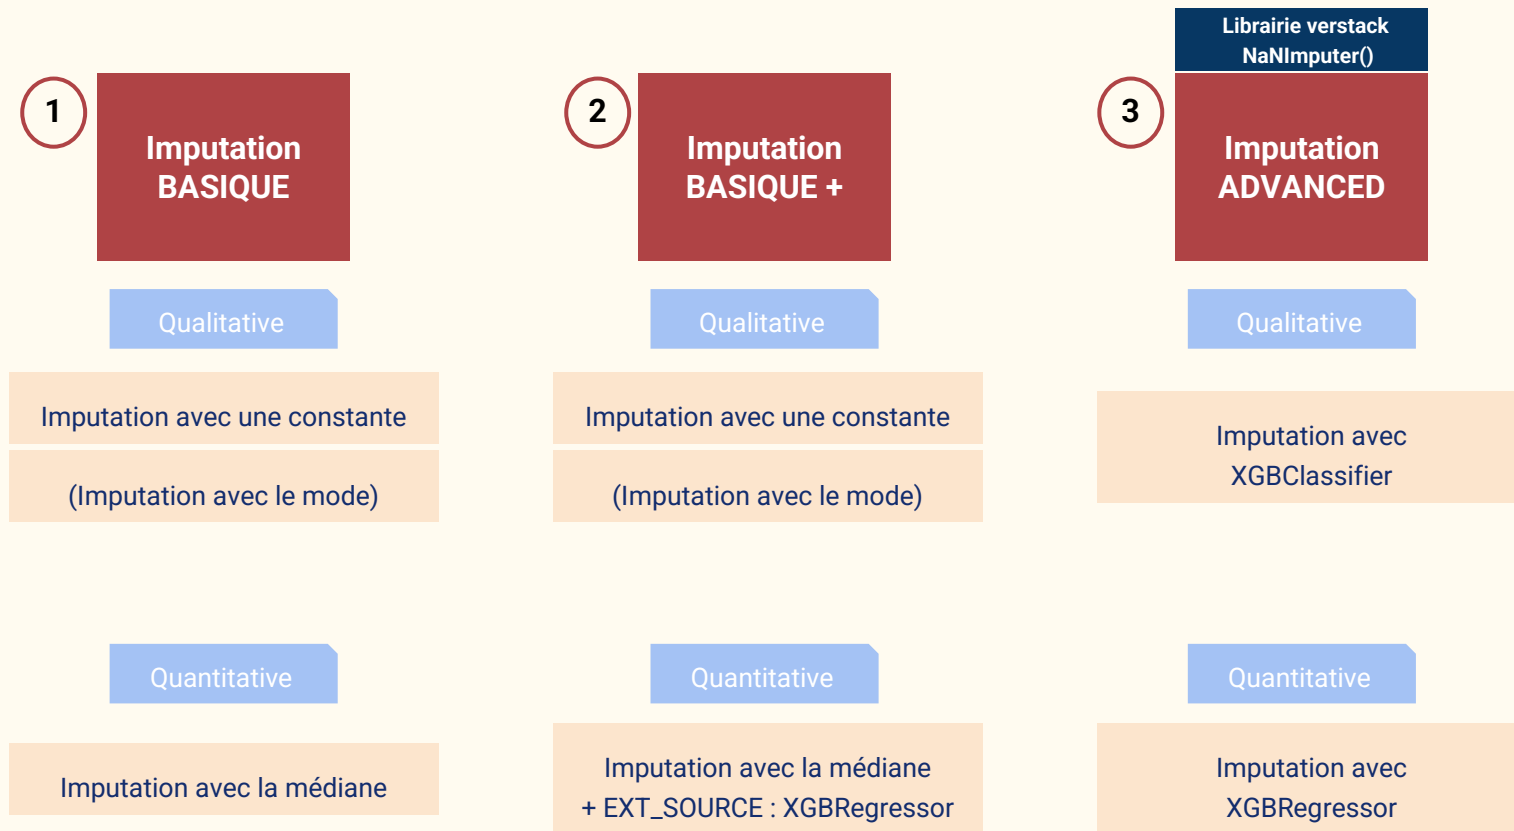 1
Imputation
BASIQUE
Qualitative
Imputation avec une constante
(Imputation avec le mode)
Quantitative
Imputation avec la médiane
2
Imputation
BASIQUE +
Qualitative
Imputation avec une constante
(Imputation avec le mode)
Quantitative
Imputation avec la médiane
+ EXT_SOURCE : XGBRegressor
Librairie verstack
NaNImputer()
3
Imputation
ADVANCED
Qualitative
Imputation avec
XGBClassifier
Quantitative
Imputation avec
XGBRegressor